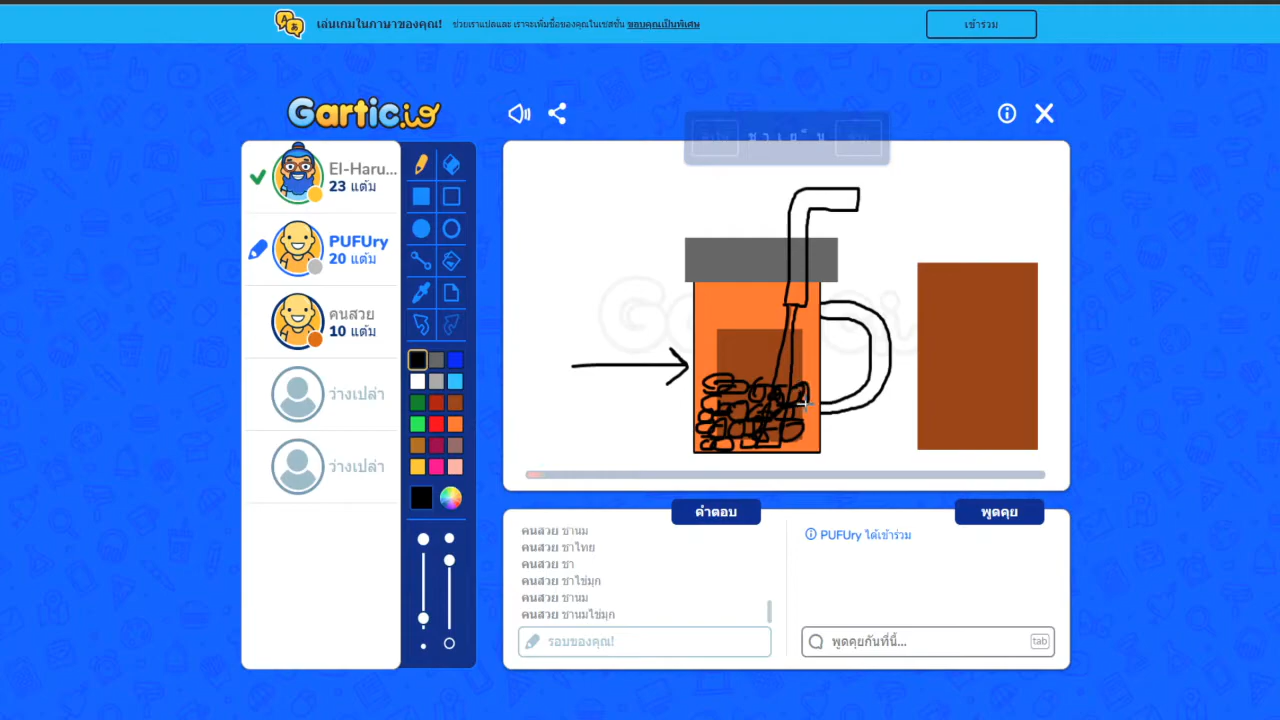 เล่นเกมในภาษาของคุณ! ช่วยเราแปลและ เราจะเพิ่มชื่อของคุณในเซสชั่น ขอบคุณเป็นพิเศษ
เข้าร่วม
Gartic.io
ช า เ ย ็ น
El-Haru...
23 แต้ม
PUFUry
20 แต้ม
คนสวย
10 แต้ม
ว่างเปล่า
ว่างเปล่า
คำตอบ
คนสวย ชานม
คนสวย ชาไทย
คนสวย ชา
คนสวย ชาไข่มุก
คนสวย ชานม
คนสวย ชานมไข่มุก
รอบของคุณ!
พูดคุย
PUFUry ได้เข้าร่วม
พูดคุยกันที่นี้...
tab